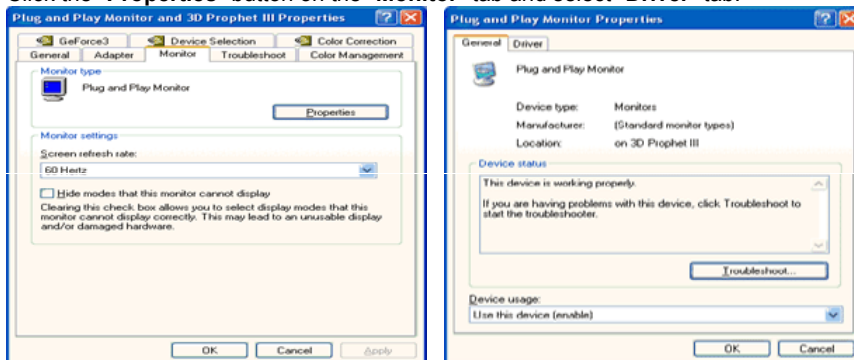 Click the "Properties" button on the "Monitor" tab and select "Driver" tab.
Plug and Play Monitor and 3D Prophet III Properties
GeForce3
Device Selection
Color Correction
General
Adapter
Monitor
Troubleshoot
Color Management
Monitor type
Plug and Play Monitor
Properties
Monitor settings
Screen refresh rate:
60 Hertz
Hide modes that this monitor cannot display
Clearing this check box allows you to select display modes that this
monitor cannot display correctly. This may lead to an unusable display
and/or damaged hardware.
OK
Cancel
Apply
Plug and Play Monitor Properties
General
Driver
Plug and Play Monitor
Device type: Monitors
Manufacturer: (Standard monitor types)
Location: on 3D Prophet III
Device status
This device is working properly.
If you are having problems with this device, click Troubleshoot to
start the troubleshooter.
Troubleshoot...
Device usage:
Use this device (enable)
OK
Cancel